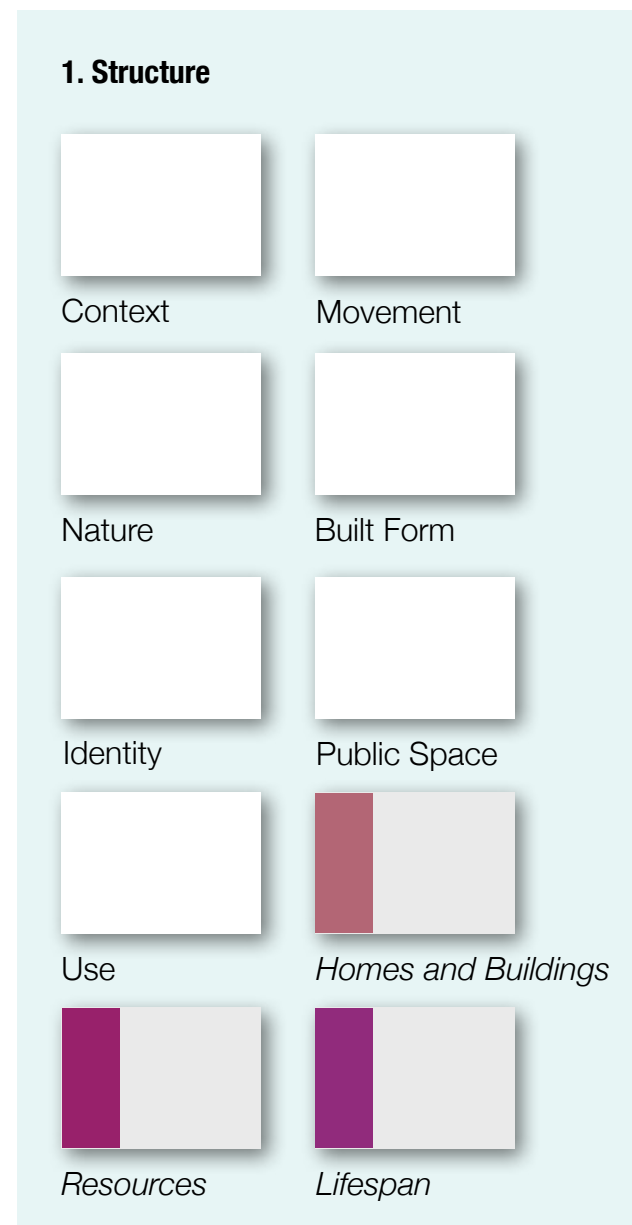 1. Structure
Context
Movement
Nature
Built Form
Identity
Public Space
Use
Homes and Buildings
Resources
Lifespan